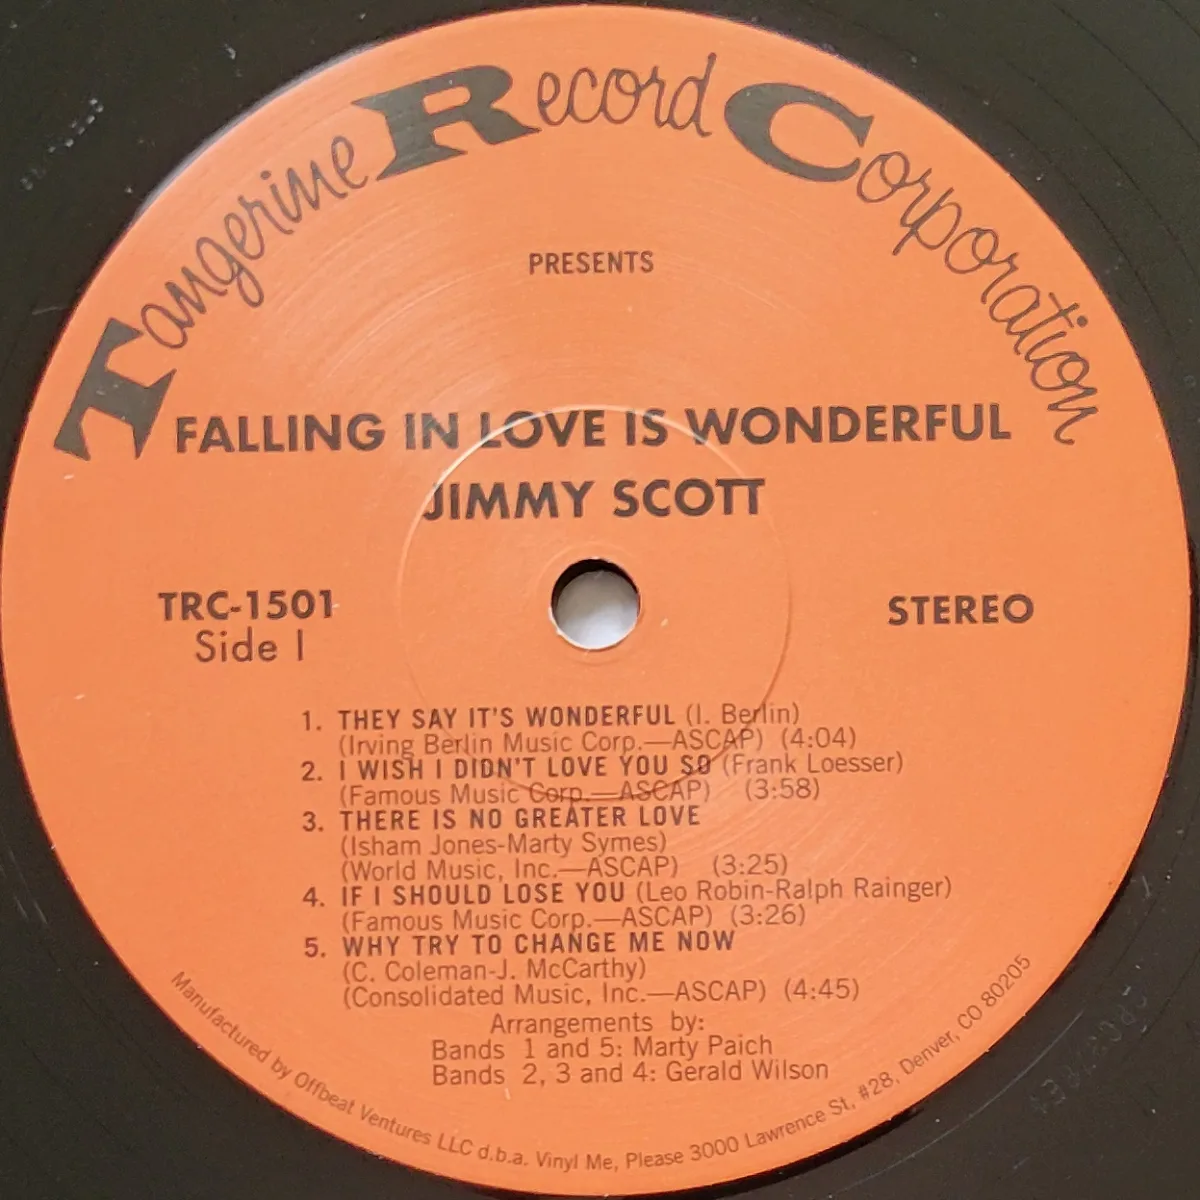 Tangerine Record Corporation
PRESENTS
FALLING IN LOVE IS WONDERFUL
JIMMY SCOTT
TRC-1501
Side I
STEREO
1. THEY SAY IT'S WONDERFUL (I. Berlin)
(Irving Berlin Music Corp.—ASCAP) (4:04)
2. I WISH I DIDN'T LOVE YOU SO (Frank Loesser)
(Famous Music Corp.—ASCAP) (3:58)
3. THERE IS NO GREATER LOVE
(Isham Jones-Marty Symes)
(World Music, Inc.—ASCAP) (3:25)
4. IF I SHOULD LOSE YOU (Leo Robin-Ralph Rainger)
(Famous Music Corp.—ASCAP) (3:26)
5. WHY TRY TO CHANGE ME NOW
(C. Coleman-J. McCarthy)
(Consolidated Music, Inc.—ASCAP) (4:45)
Arrangements by:
Bands 1 and 5: Marty Paich
Bands 2, 3 and 4: Gerald Wilson
Manufactured by Offbeat Ventures LLC d.b.a. Vinyl Me, Please 3000 Lawrence St, #28, Denver, CO 80205